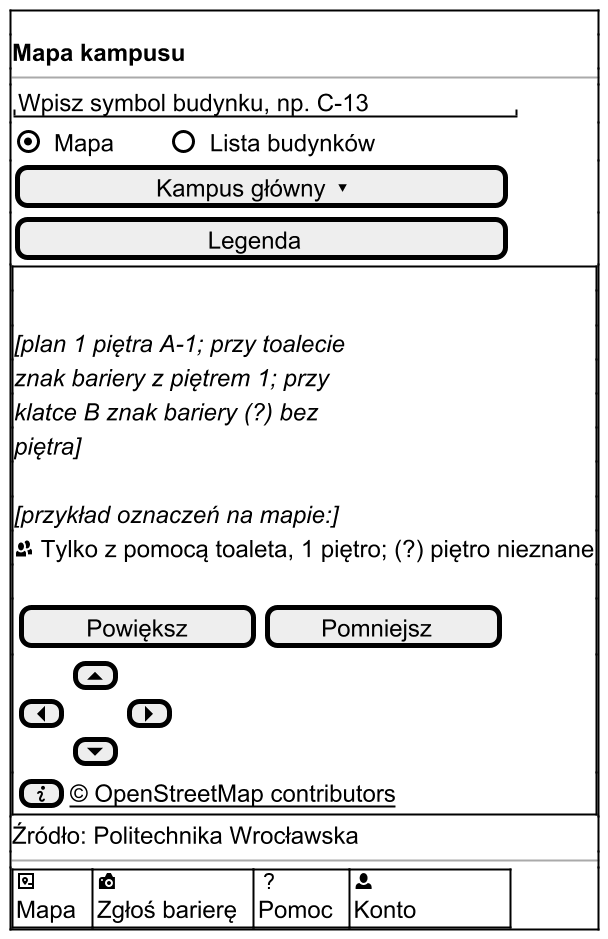 Mapa kampusu
Wpisz symbol budynku, np. C-13
Mapa Lista budynków
Kampus główny ▾
Legenda
[plan 1 piętra A-1; przy toalecie
znak bariery z piętrem 1; przy
klatce B znak bariery (?) bez
piętra]
[przykład oznaczeń na mapie:]
Tylko z pomocą toaleta, 1 piętro; (?) piętro nieznane
Powiększ Pomniejsz
i © OpenStreetMap contributors
Źródło: Politechnika Wrocławska
?
Mapa Zgłoś barierę Pomoc Konto